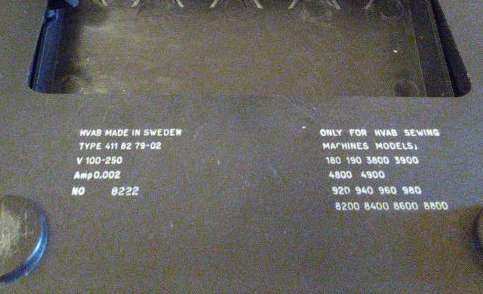 HVAB MADE IN SWEDEN
TYPE 411 82 79-02
V 100-250
Amp 0,002
NO 8222
ONLY FOR HVAB SEWING
MACHINES MODELS;
180 190 3800 3900
4800 4900
920 940 960 980
8200 8400 8600 8800